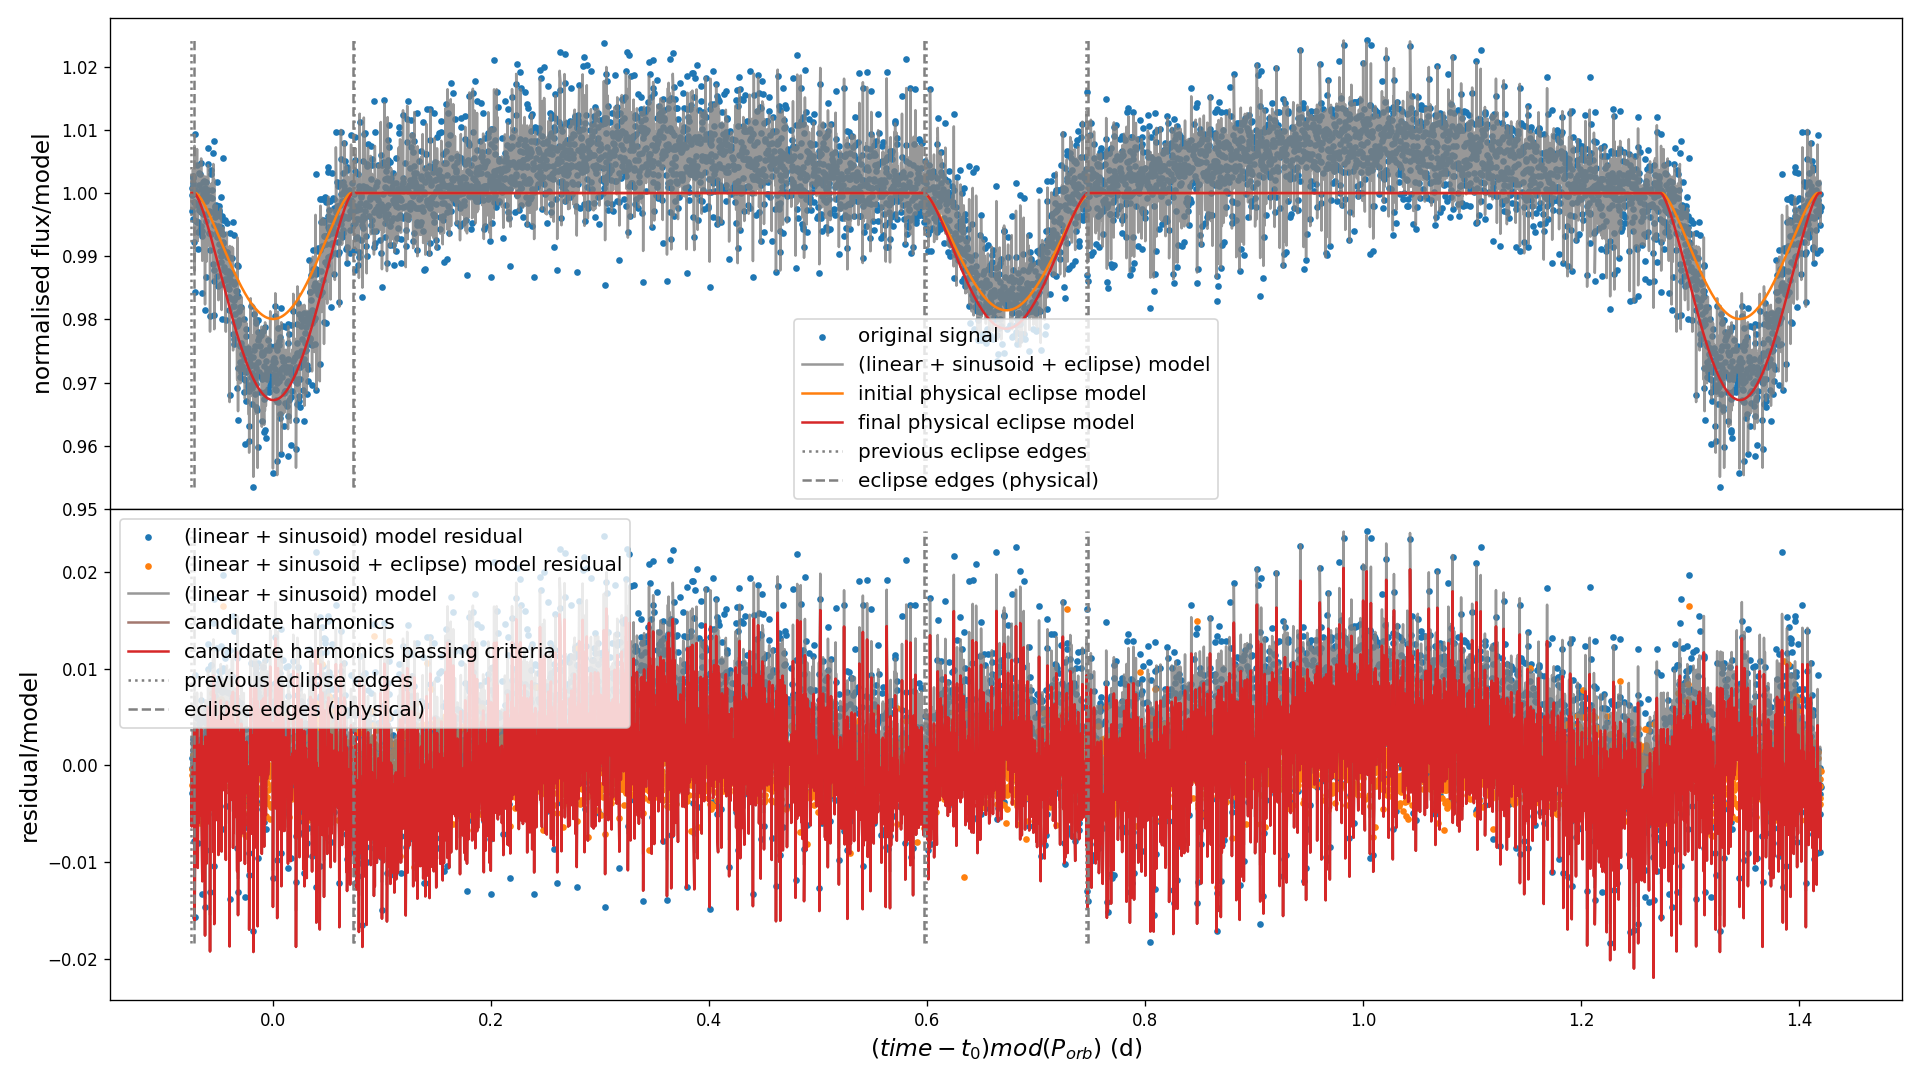 normalised flux/model
1.02
1.01
1.00
0.99
0.98
0.97
0.96
0.95
original signal
(linear + sinusoid + eclipse) model
initial physical eclipse model
final physical eclipse model
previous eclipse edges
eclipse edges (physical)
residual/model
0.02
0.01
0.00
−0.01
−0.02
(linear + sinusoid) model residual
(linear + sinusoid + eclipse) model residual
(linear + sinusoid) model
candidate harmonics
candidate harmonics passing criteria
previous eclipse edges
eclipse edges (physical)
0.0 0.2 0.4 0.6 0.8 1.0 1.2 1.4
(time − t₀)mod(P_orb) (d)